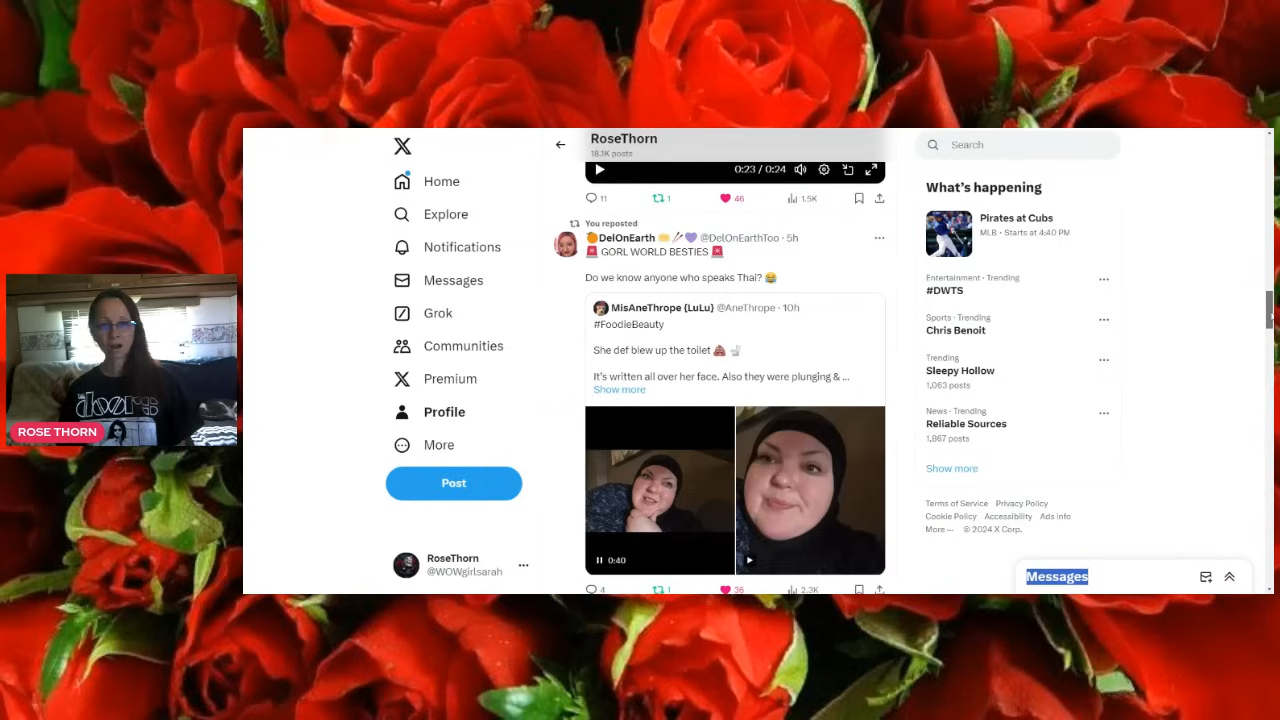 RoseThorn
18.1K posts
0:23 / 0:24
11
1
46
1.5K
You reposted
DelOnEarth @DelOnEarthToo · 5h
GORL WORLD BESTIES
Do we know anyone who speaks Thai?
MisAneThrope {LuLu} @AneThrope · 10h
#FoodieBeauty
She def blew up the toilet
It's written all over her face. Also they were plunging & ...
Show more
0:40
4
1
36
2.3K
Home
Explore
Notifications
Messages
Grok
Communities
Premium
Profile
More
Post
RoseThorn
@WOWgirlsarah
Search
What's happening
Pirates at Cubs
MLB · Starts at 4:40 PM
Entertainment · Trending
#DWTS
Sports · Trending
Chris Benoit
Trending
Sleepy Hollow
1,063 posts
News · Trending
Reliable Sources
1,867 posts
Show more
Terms of Service Privacy Policy
Cookie Policy Accessibility Ads info
More ··· © 2024 X Corp.
Messages
THE
doors
ROSE THORN